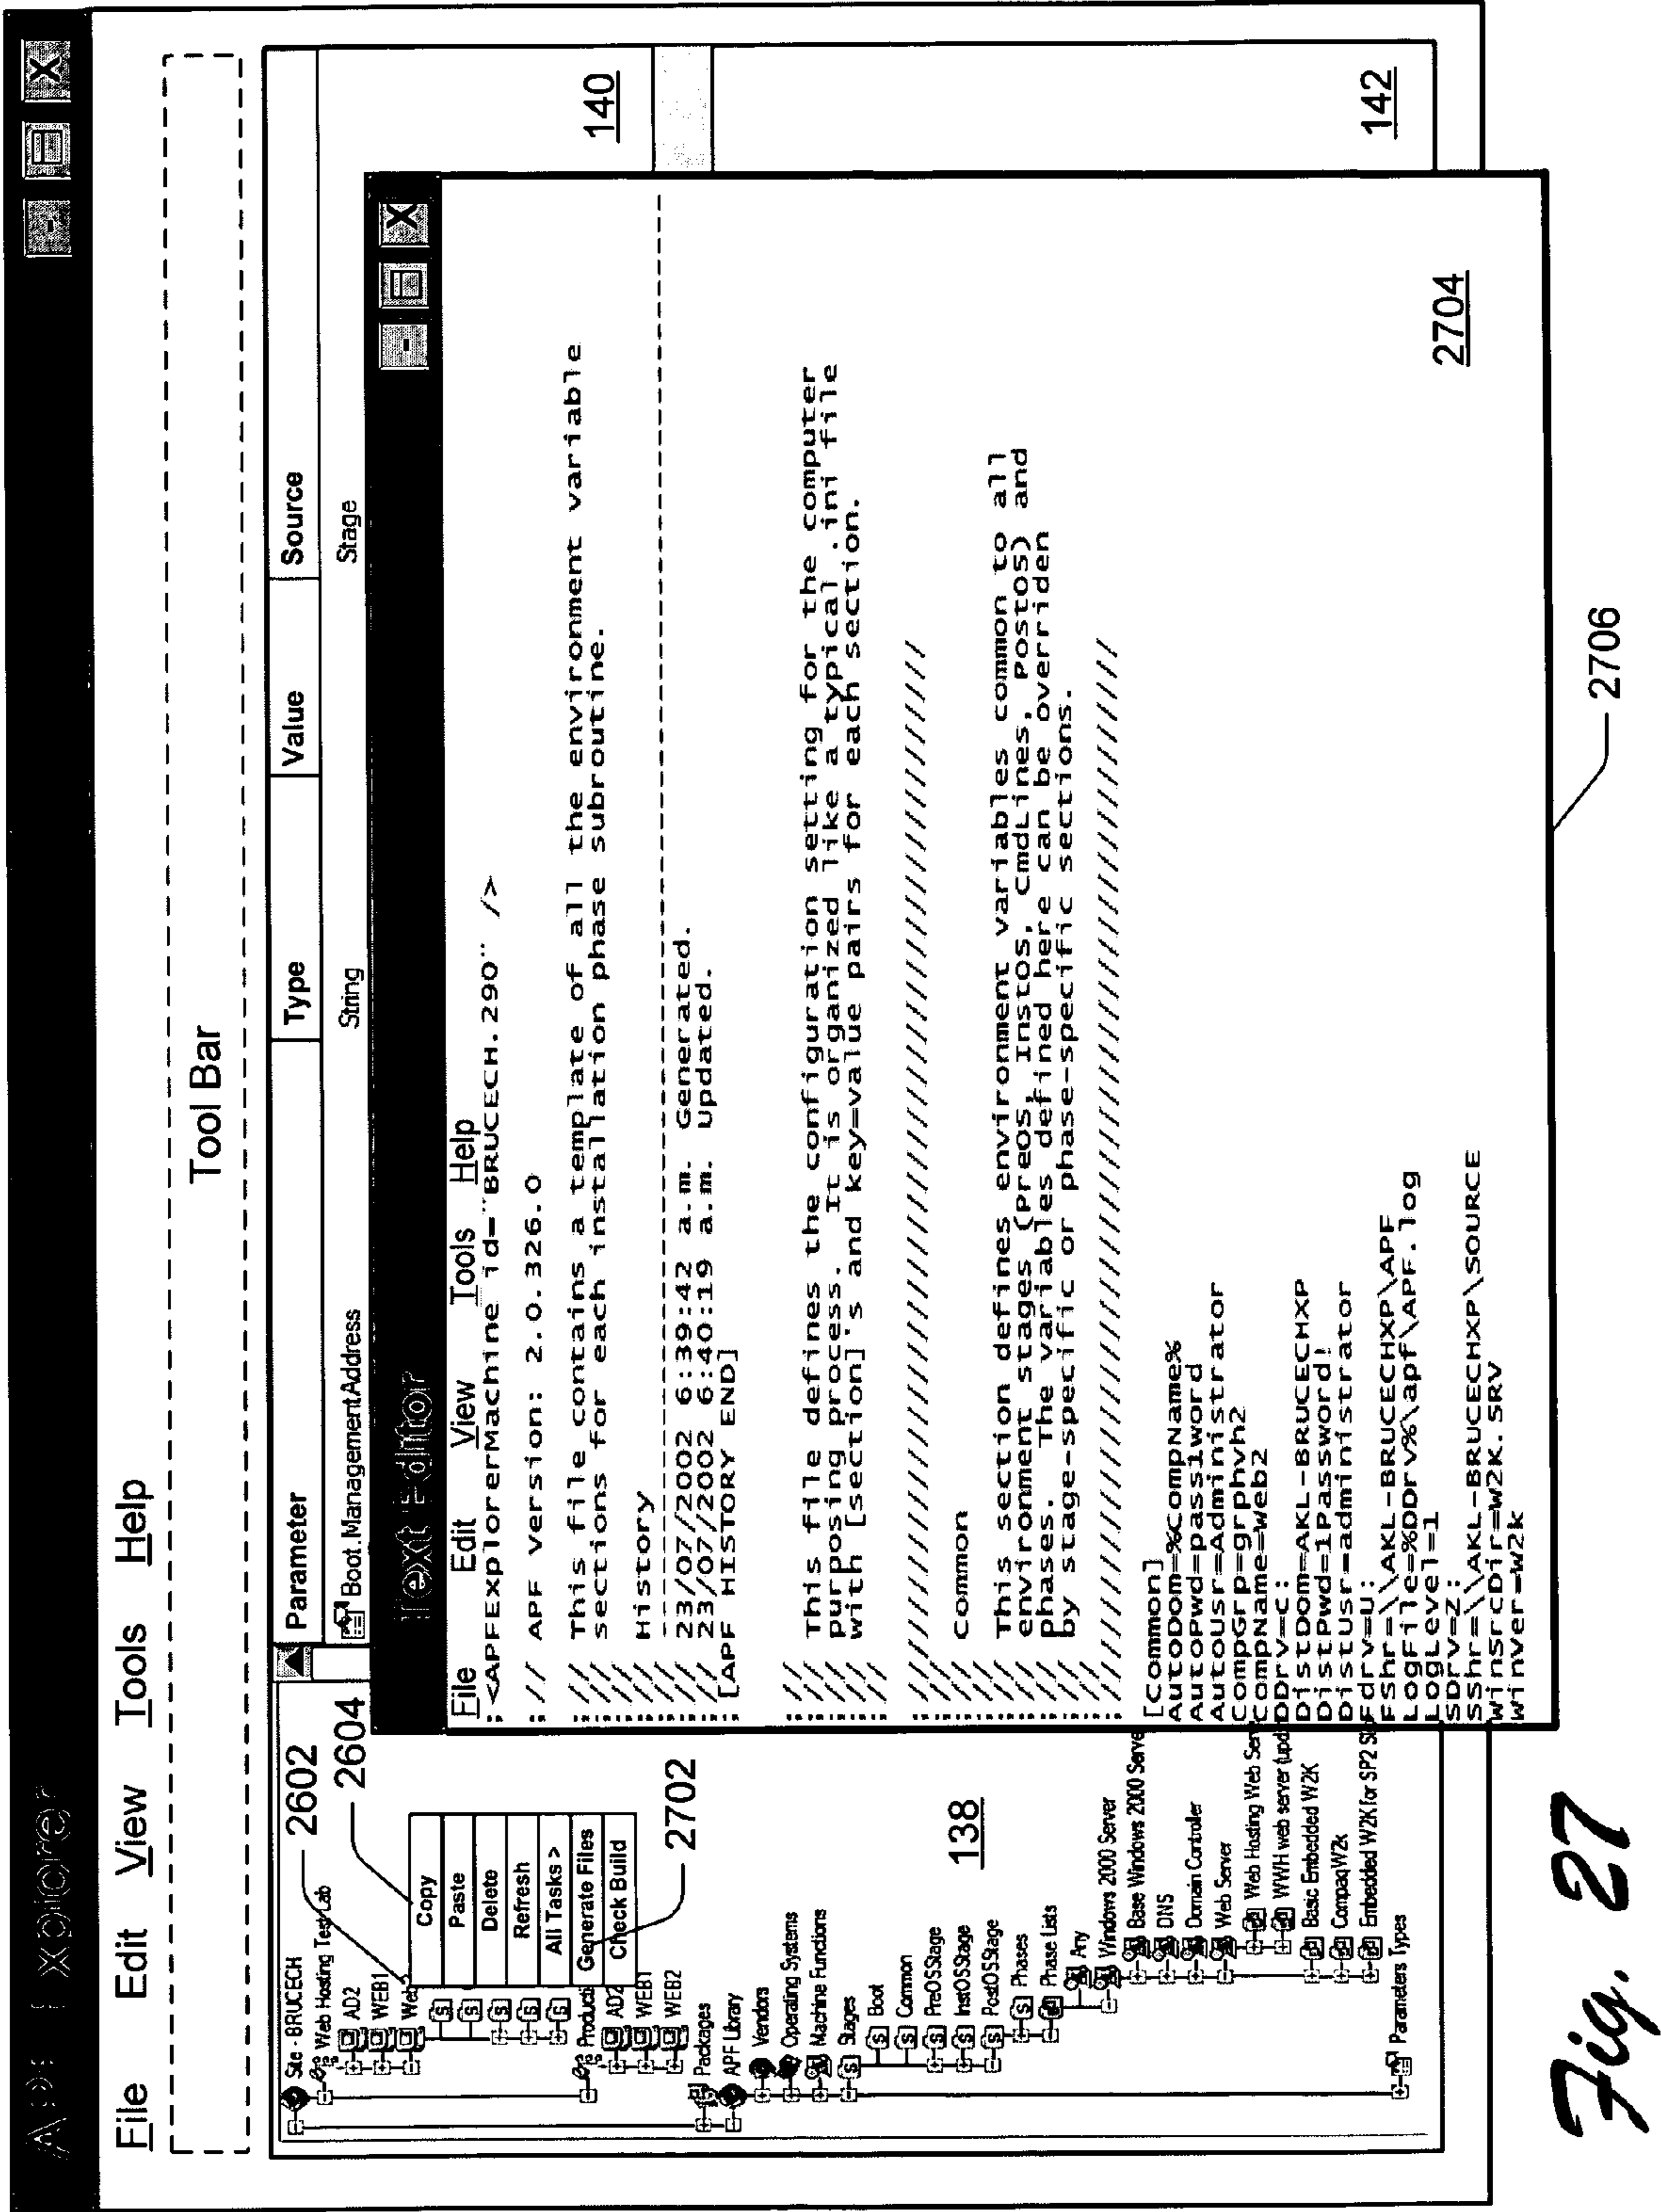 APF Explorer
File Edit View Tools Help
Tool Bar
Parameter Type Value Source
Boot.ManagementAddress String Stage
140
142
138
2602
2604
2702
2704
2706
Site - BRUCECH
Web Hosting Test Lab
AD2
WEB1
Web
Copy
Paste
Delete
Refresh
All Tasks >
Generate Files
Check Build
Producti
AD2
WEB1
WEB2
Packages
APF Library
Vendors
Operating Systems
Machine Functions
Stages
Boot
Common
PreOSStage
InstOSStage
PostOSStage
Phases
Phase Lists
Any
Windows 2000 Server
Base Windows 2000 Serve
DNS
Domain Controller
Web Server
Web Hosting Web Serv
WWH web server (upd
Basic Embedded W2K
Compaq W2k
Embedded W2K for SP2 Sl
Parameters Types
Text Editor
File Edit View Tools Help
; <APFExplorerMachine id="BRUCECH.290" />
; // APF Version: 2.0.326.0
;// This file contains a template of all the environment variable
;// sections for each installation phase subroutine.
;//
;// History
;// ------------------------------------------------------------
;// 23/07/2002 6:39:42 a.m. Generated.
;// 23/07/2002 6:40:19 a.m. Updated.
; [APF HISTORY END]
;//
;// This file defines the configuration setting for the computer
;// purposing process. It is organized like a typical .ini file
;// with [section]'s and key=value pairs for each section.
;//
;// Common
;//
;// This section defines environment variables common to all
;// environment stages (Preos, Instos, CmdLines, Postos) and
;// phases. The variables defined here can be overriden
;// by stage-specific or phase-specific sections.
;//
[Common]
AutoDom=%CompName%
AutoPwd=pass1word
AutoUsr=Administrator
CompGrp=grphvh2
CompName=Web2
DDrv=C:
DistDom=AKL-BRUCECHXP
DistPwd=1Password!
DistUsr=administrator
Fdrv=U:
Fshr=\\AKL-BRUCECHXP\APF
LogFile=%DDrv%\apf\APF.log
LogLevel=1
SDrv=Z:
Sshr=\\AKL-BRUCECHXP\SOURCE
WinsrcDir=W2K.SRV
Winver=W2k
Fig. 27